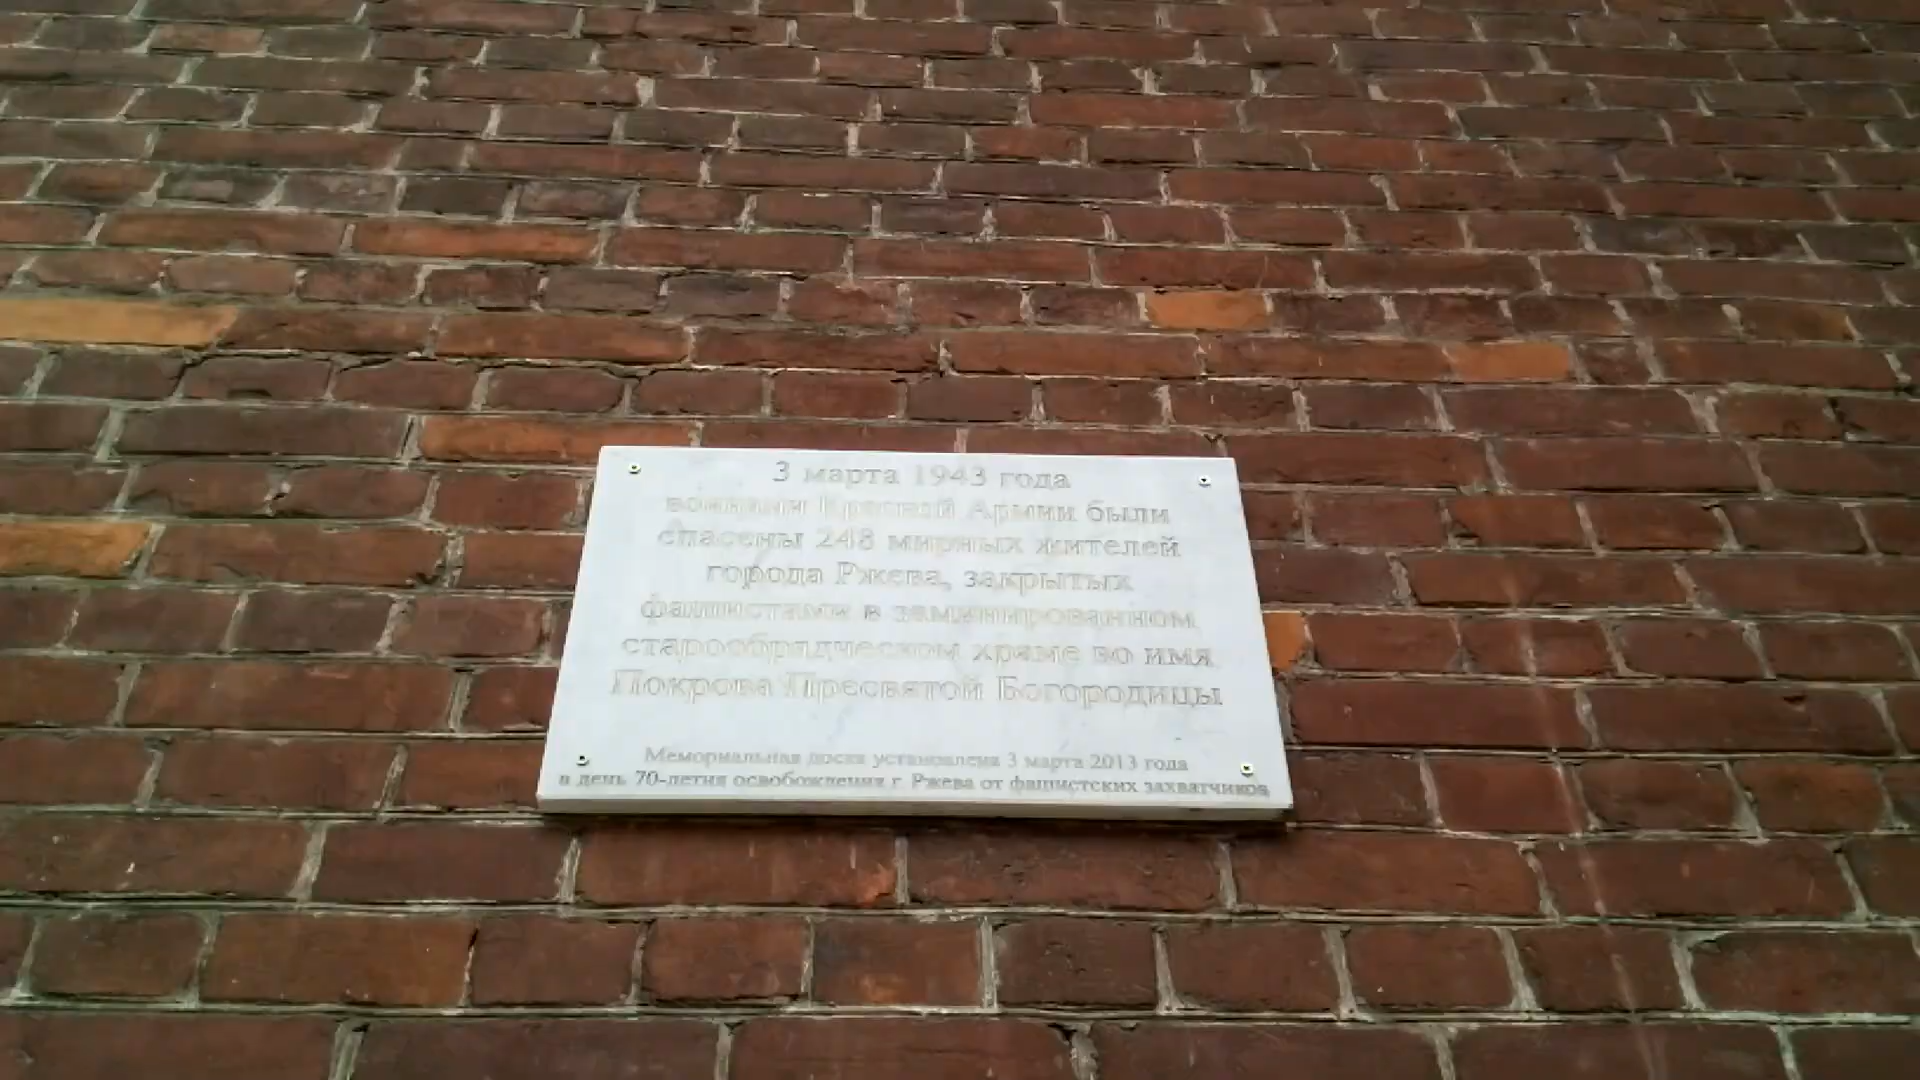 3 марта 1943 года
воинами Красной Армии были
спасены 248 мирных жителей
города Ржева, закрытых
фашистами в заминированном
старообрядческом храме во имя
Покрова Пресвятой Богородицы
Мемориальная доска установлена 3 марта 2013 года
в день 70-летия освобождения г. Ржева от фашистских захватчиков